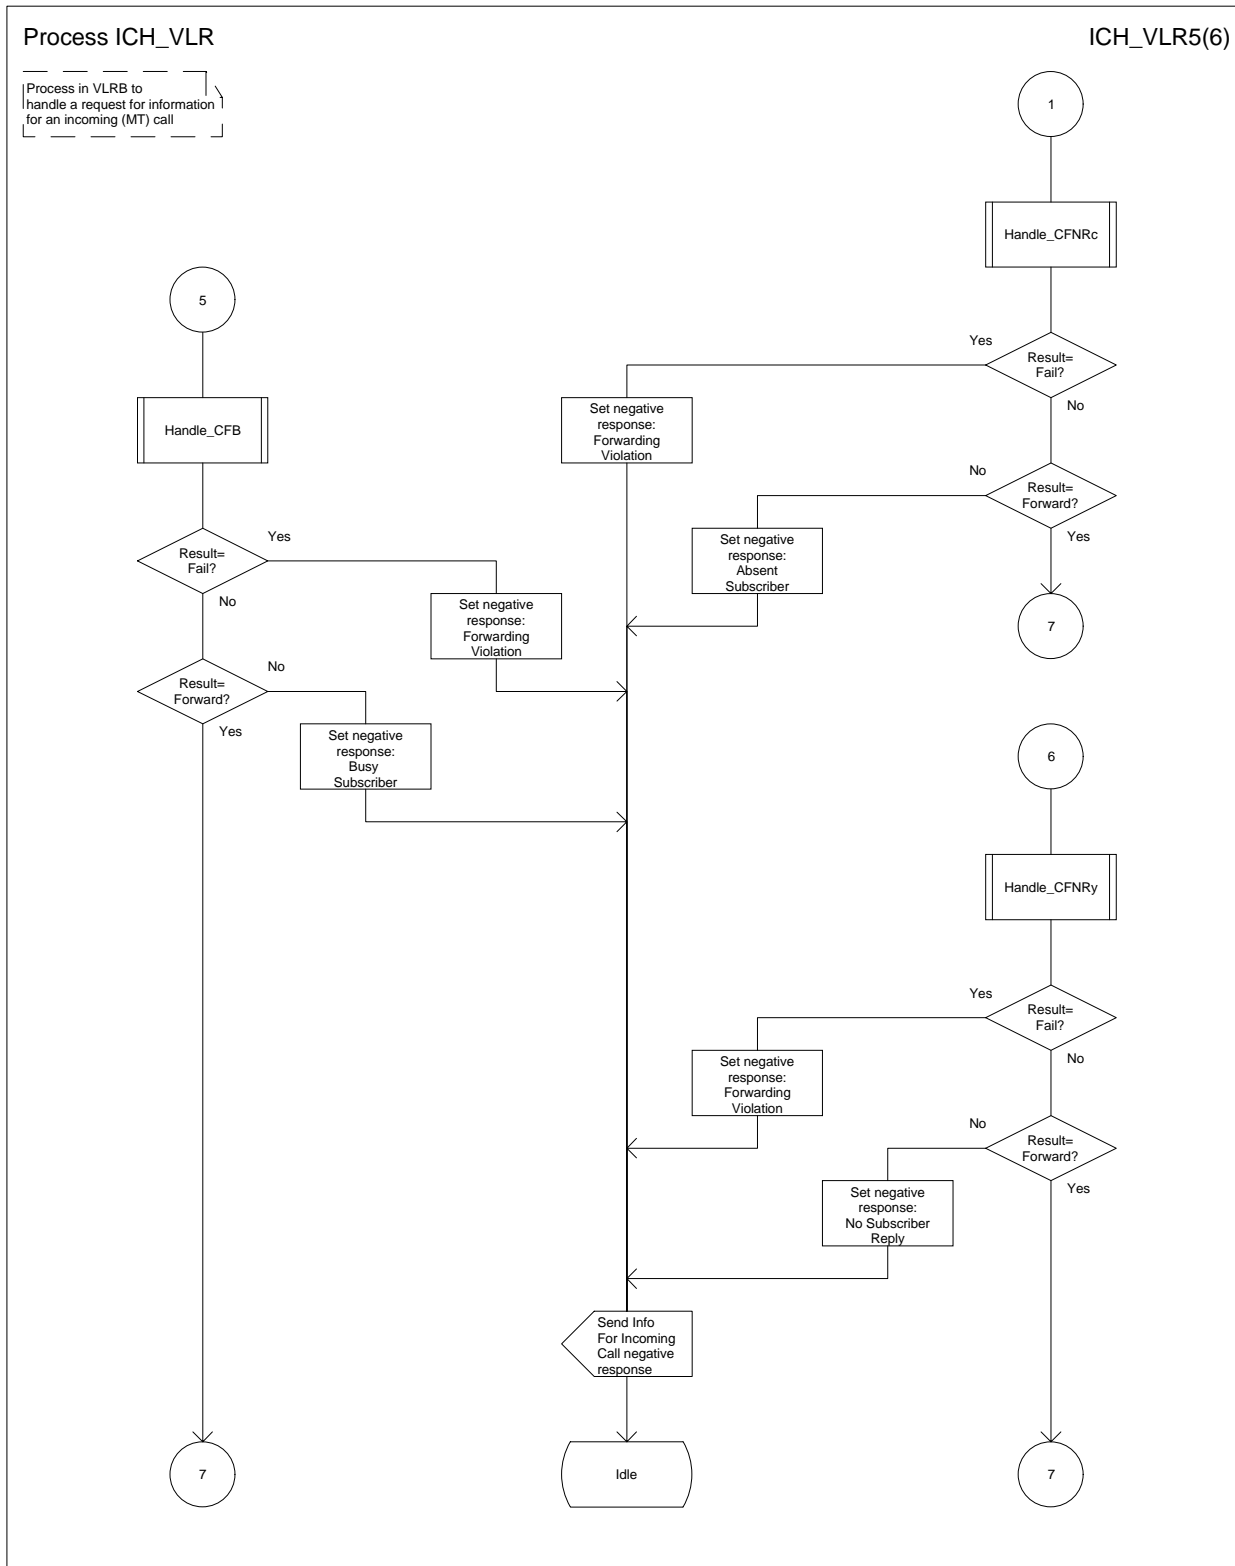 Process ICH_VLR
ICH_VLR5(6)
Process in VLRB to
handle a request for information
for an incoming (MT) call
1
Handle_CFNRc
Yes
Result=
Fail?
No
Set negative
response:
Forwarding
Violation
No
Result=
Forward?
Yes
Set negative
response:
Absent
Subscriber
7
5
Handle_CFB
Yes
Result=
Fail?
No
Set negative
response:
Forwarding
Violation
No
Result=
Forward?
Yes
Set negative
response:
Busy
Subscriber
6
Handle_CFNRy
Yes
Result=
Fail?
No
Set negative
response:
Forwarding
Violation
No
Result=
Forward?
Yes
Set negative
response:
No Subscriber
Reply
Send Info
For Incoming
Call negative
response
7
Idle
7